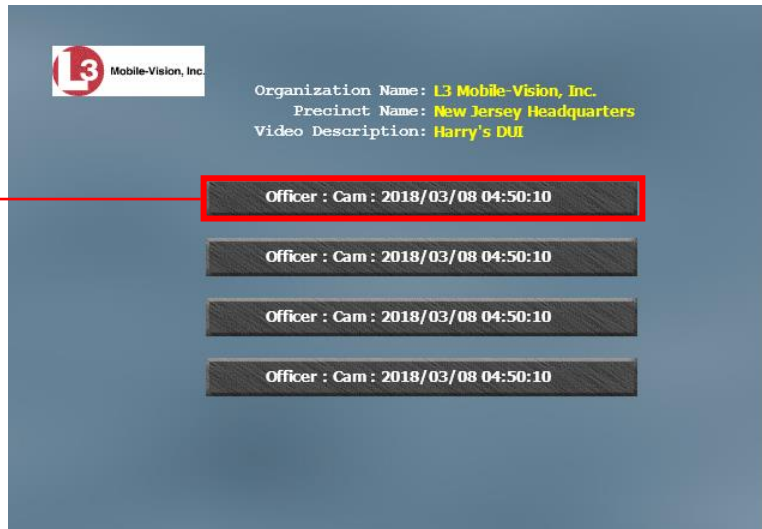 L3 Mobile-Vision, Inc.
Organization Name: L3 Mobile-Vision, Inc.
Precinct Name: New Jersey Headquarters
Video Description: Harry's DUI
Officer : Cam : 2018/03/08 04:50:10
Officer : Cam : 2018/03/08 04:50:10
Officer : Cam : 2018/03/08 04:50:10
Officer : Cam : 2018/03/08 04:50:10